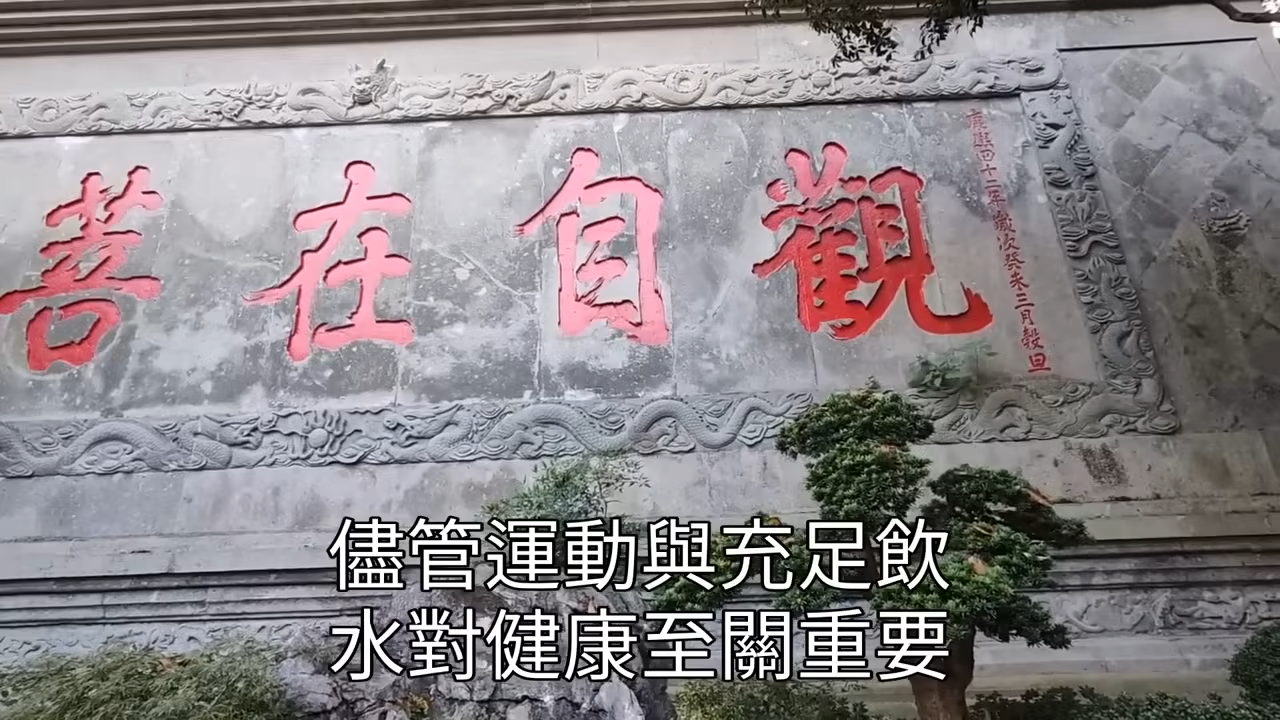 康熙四十二年歲次癸未三月穀旦
觀自在菩
儘管運動與充足飲
水對健康至關重要